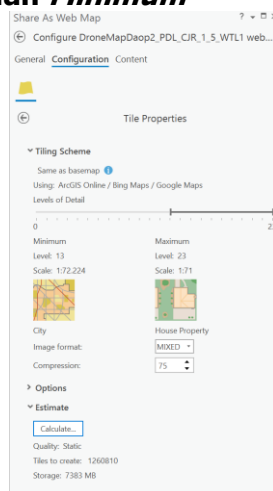 Share As Web Map ?
Configure DroneMapDaop2_PDL_CJR_1_5_WTL1 web...
General Configuration Content
Tile Properties
Tiling Scheme
Same as basemap
Using: ArcGIS Online / Bing Maps / Google Maps
Levels of Detail
0 2
Minimum Maximum
Level: 13 Level: 23
Scale: 1:72.224 Scale: 1:71
City House Property
Image format: MIXED
Compression: 75
Options
Estimate
Calculate...
Quality: Static
Tiles to create: 1260810
Storage: 7383 MB